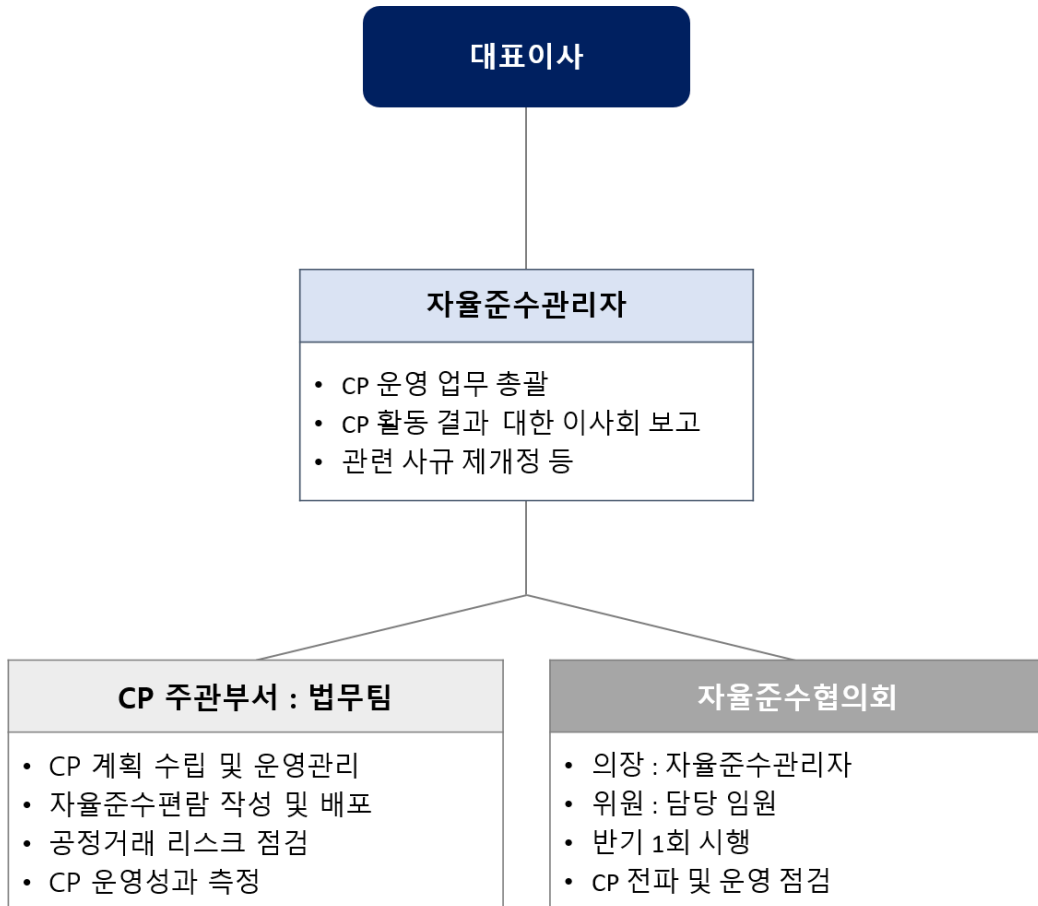 대표이사
자율준수관리자
• CP 운영 업무 총괄
• CP 활동 결과 대한 이사회 보고
• 관련 사규 제개정 등
CP 주관부서 : 법무팀
• CP 계획 수립 및 운영관리
• 자율준수편람 작성 및 배포
• 공정거래 리스크 점검
• CP 운영성과 측정
자율준수협의회
• 의장 : 자율준수관리자
• 위원 : 담당 임원
• 반기 1회 시행
• CP 전파 및 운영 점검